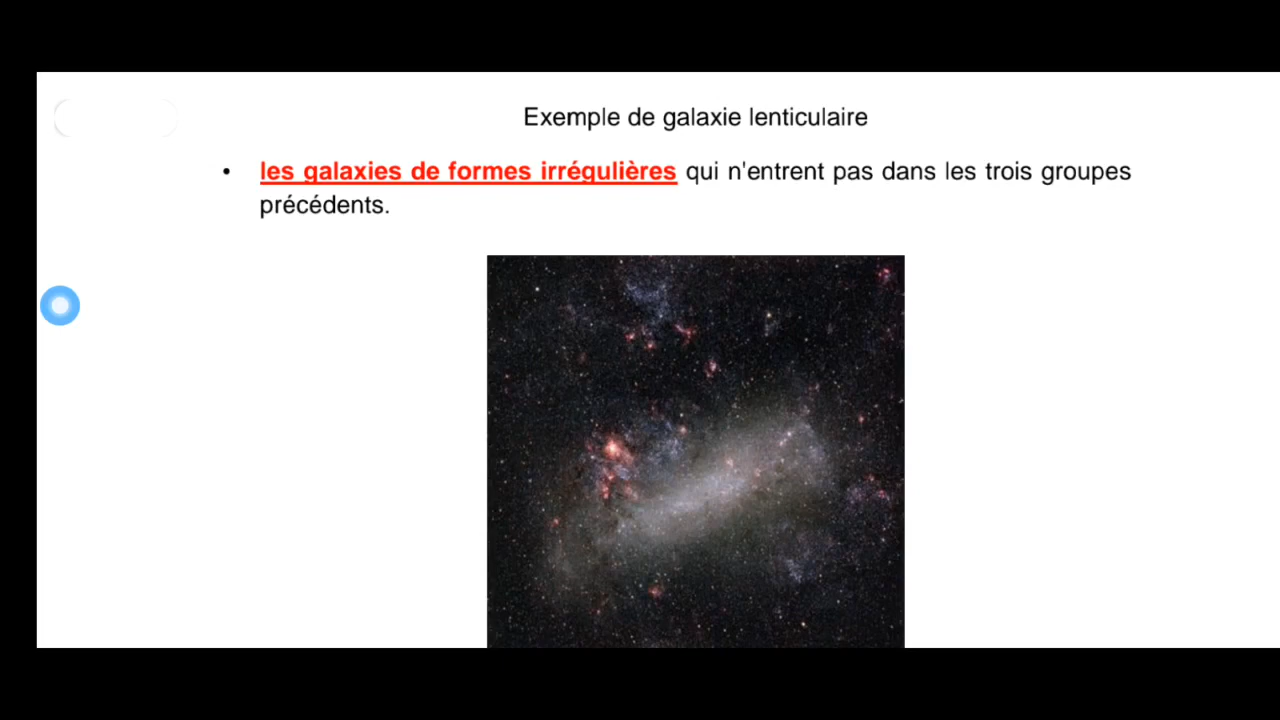 Exemple de galaxie lenticulaire
• les galaxies de formes irrégulières qui n'entrent pas dans les trois groupes
précédents.